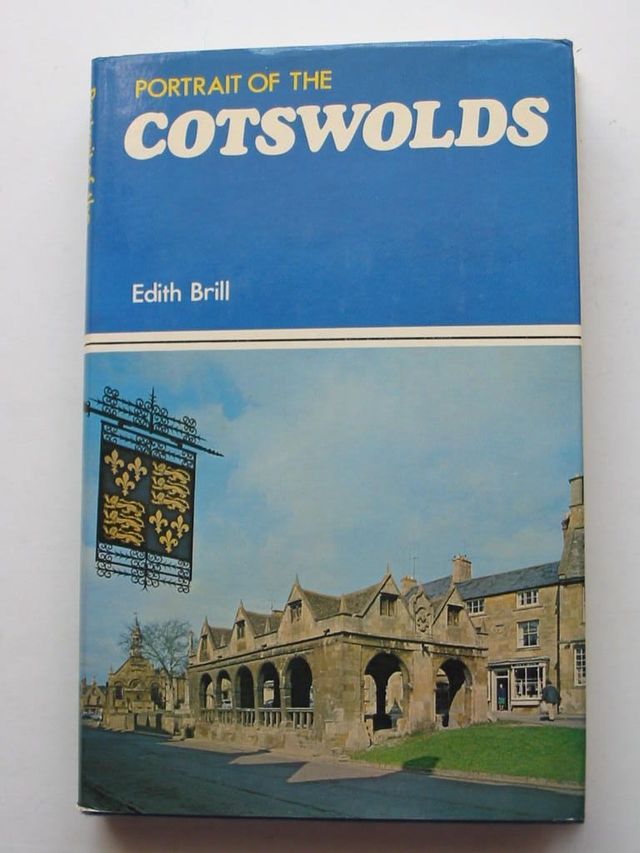 PORTRAIT OF THE
COTSWOLDS
Edith Brill